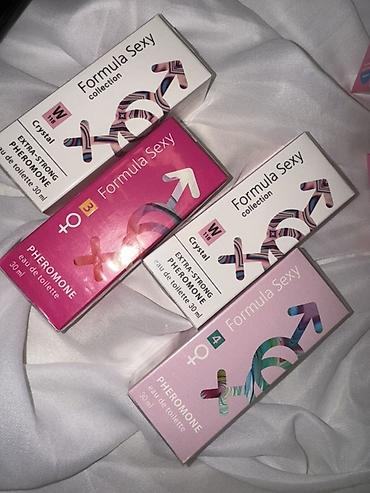 Formula Sexy
collection
W
118
Crystal
EXTRA-STRONG
PHEROMONE
eau de toilette 30 ml
Formula Sexy
3
PHEROMONE
eau de toilette
30 ml
Formula Sexy
collection
W
118
Crystal
EXTRA-STRONG
PHEROMONE
eau de toilette 30 ml
Formula Sexy
4
PHEROMONE
eau de toilette
30 ml